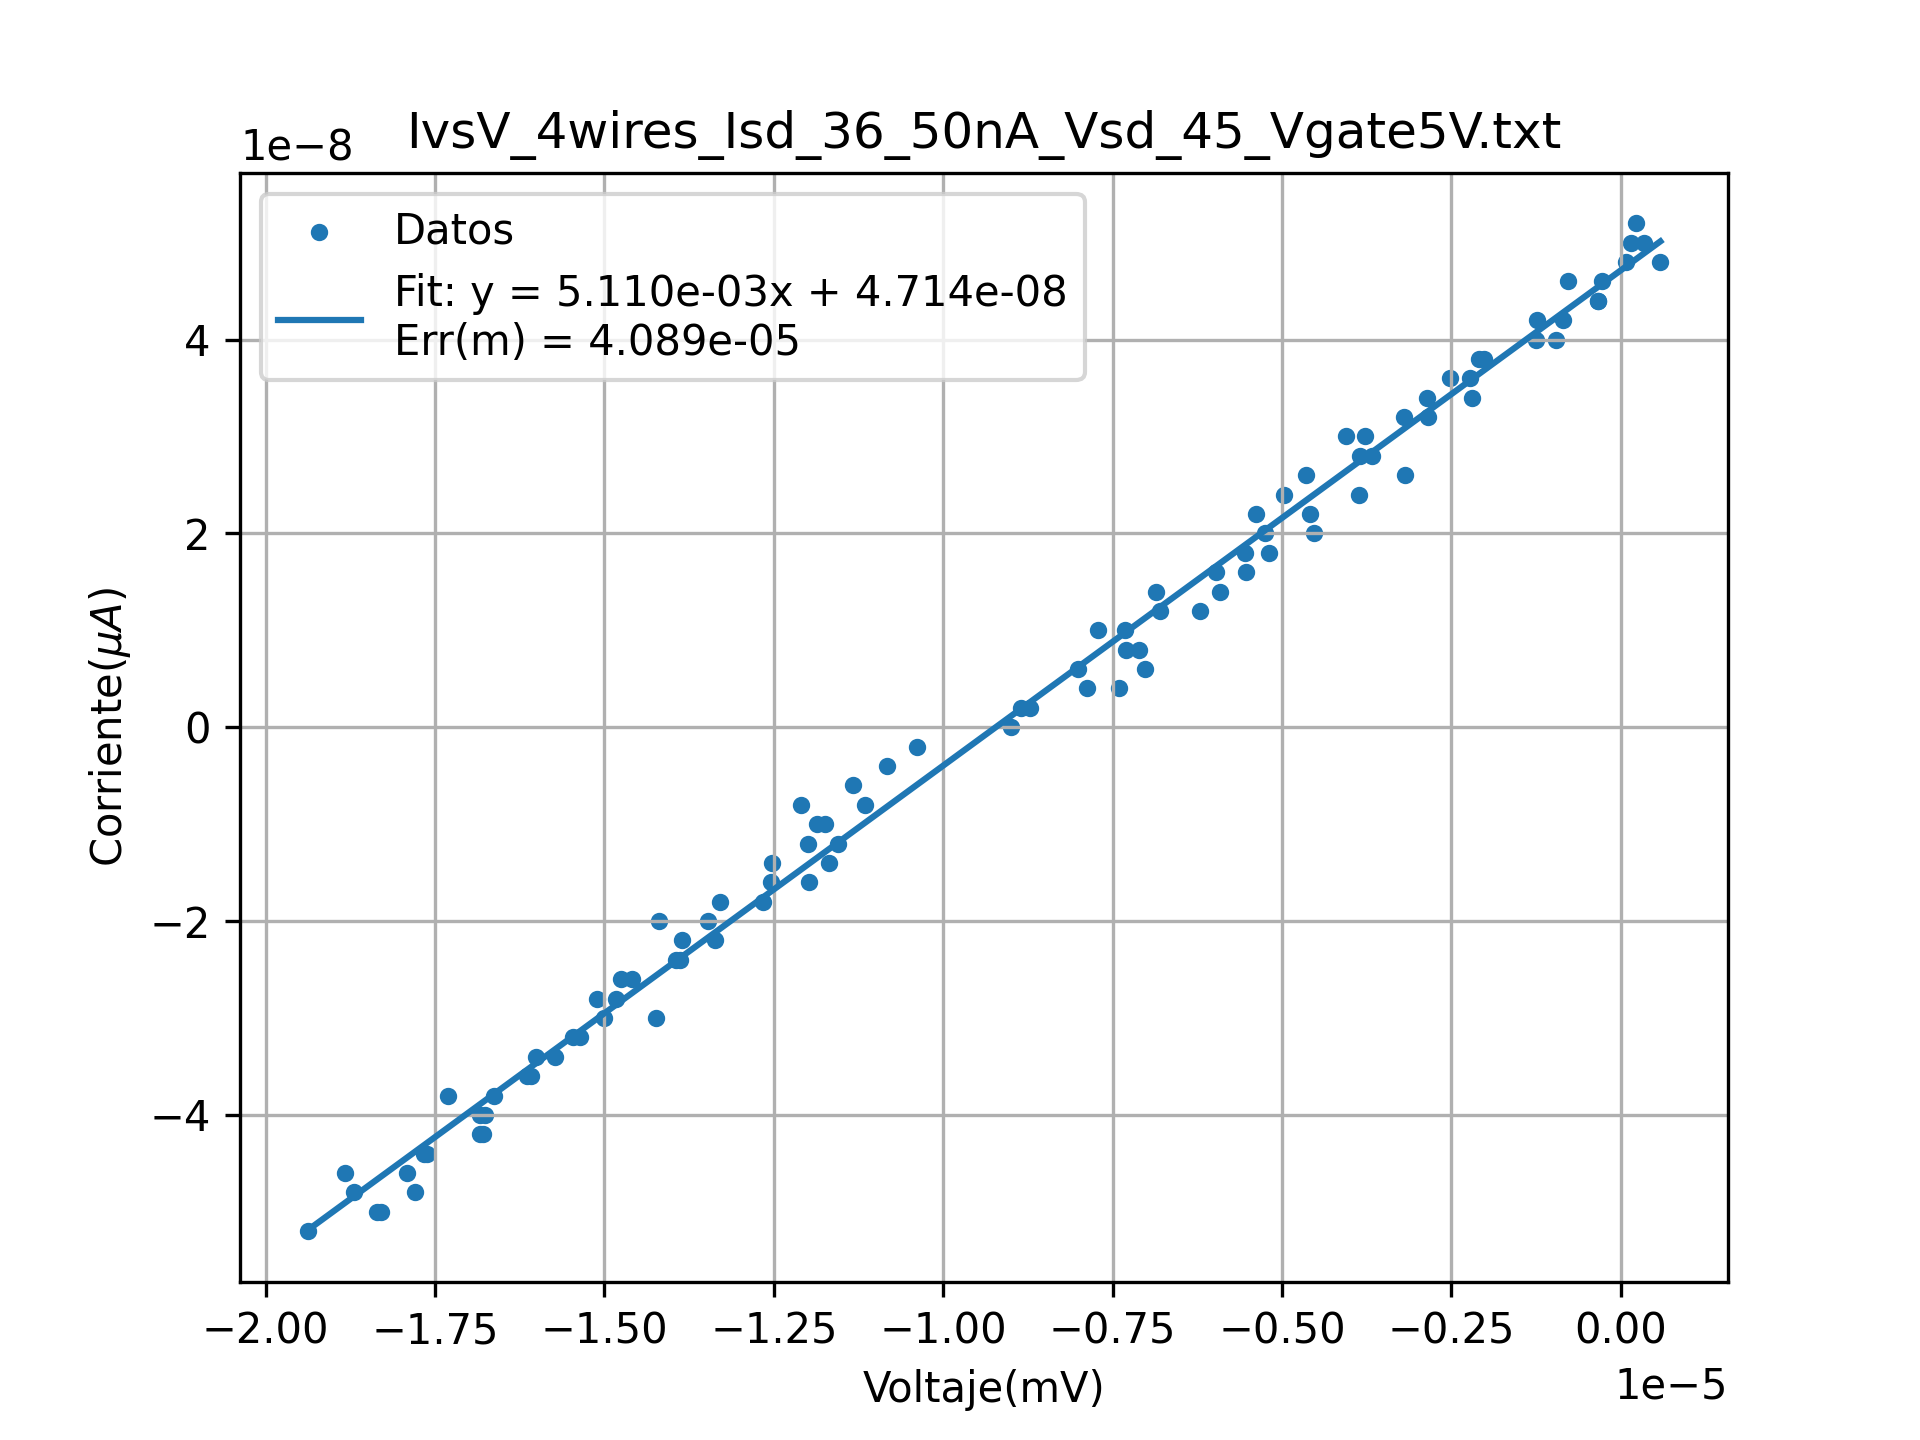 IvsV_4wires_Isd_36_50nA_Vsd_45_Vgate5V.txt
1e−8
Datos
Fit: y = 5.110e-03x + 4.714e-08
Err(m) = 4.089e-05
4
2
0
−2
−4
Corriente(μA)
−2.00 −1.75 −1.50 −1.25 −1.00 −0.75 −0.50 −0.25 0.00
1e−5
Voltaje(mV)